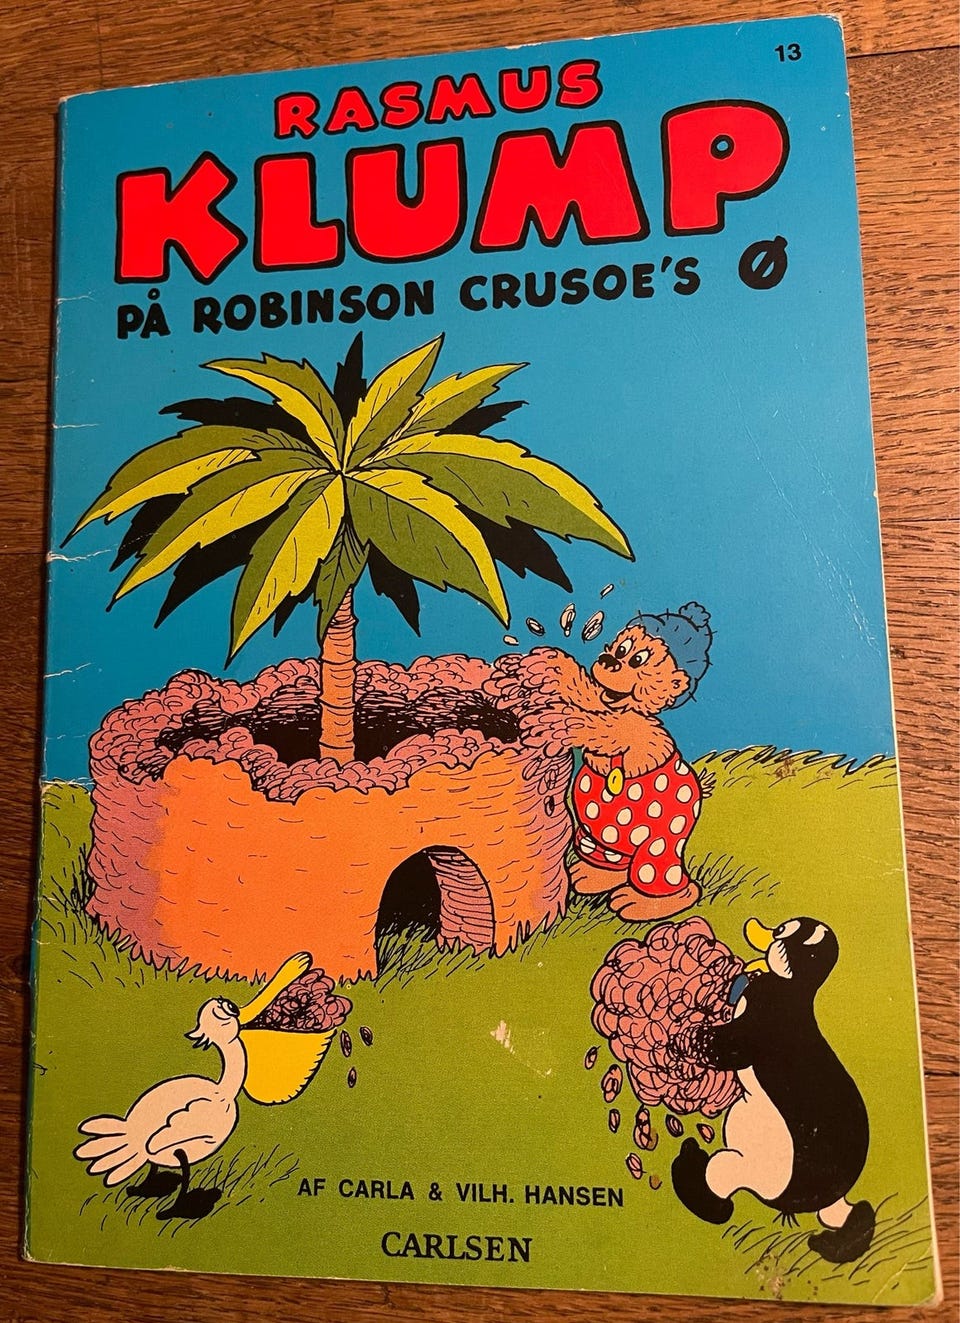 13
RASMUS
KLUMP
PÅ ROBINSON CRUSOE'S Ø
AF CARLA & VILH. HANSEN
CARLSEN